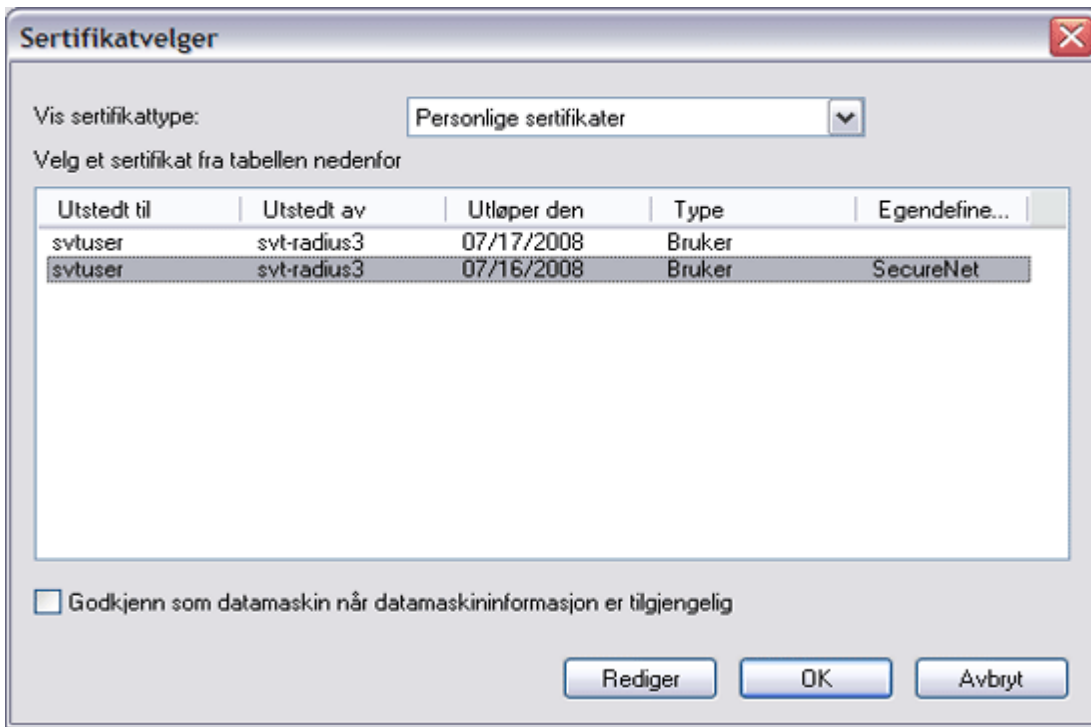 Sertifikatvelger
Vis sertifikattype: Personlige sertifikater
Velg et sertifikat fra tabellen nedenfor
Utstedt til Utstedt av Utløper den Type Egendefine...
svtuser svt-radius3 07/17/2008 Bruker
svtuser svt-radius3 07/16/2008 Bruker SecureNet
Godkjenn som datamaskin når datamaskininformasjon er tilgjengelig
Rediger OK Avbryt